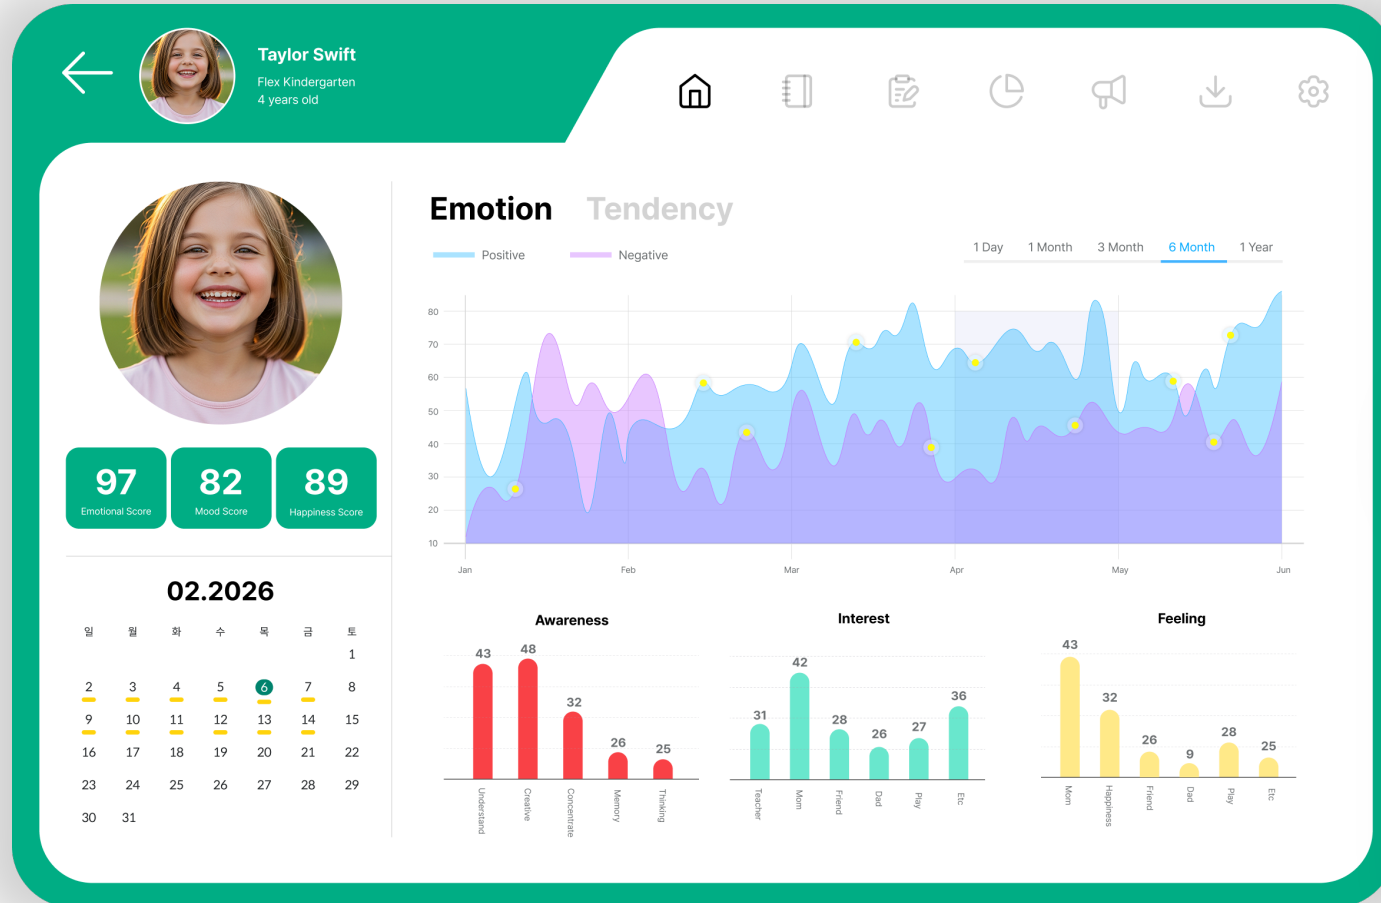 Taylor Swift
Flex Kindergarten
4 years old
Emotion Tendency
Positive Negative
1 Day 1 Month 3 Month 6 Month 1 Year
80
70
60
50
40
30
20
10
Jan Feb Mar Apr May Jun
97 82 89
Emotional Score Mood Score Happiness Score
02.2026
일 월 화 수 목 금 토
1
2 3 4 5 6 7 8
9 10 11 12 13 14 15
16 17 18 19 20 21 22
23 24 25 26 27 28 29
30 31
Awareness
43 48 32 26 25
Understand Creative Concentrate Memory Thinking
Interest
31 42 28 26 27 36
Teacher Mom Friend Dad Play Etc
Feeling
43 32 26 9 28 25
Mom Happiness Friend Dad Play Etc